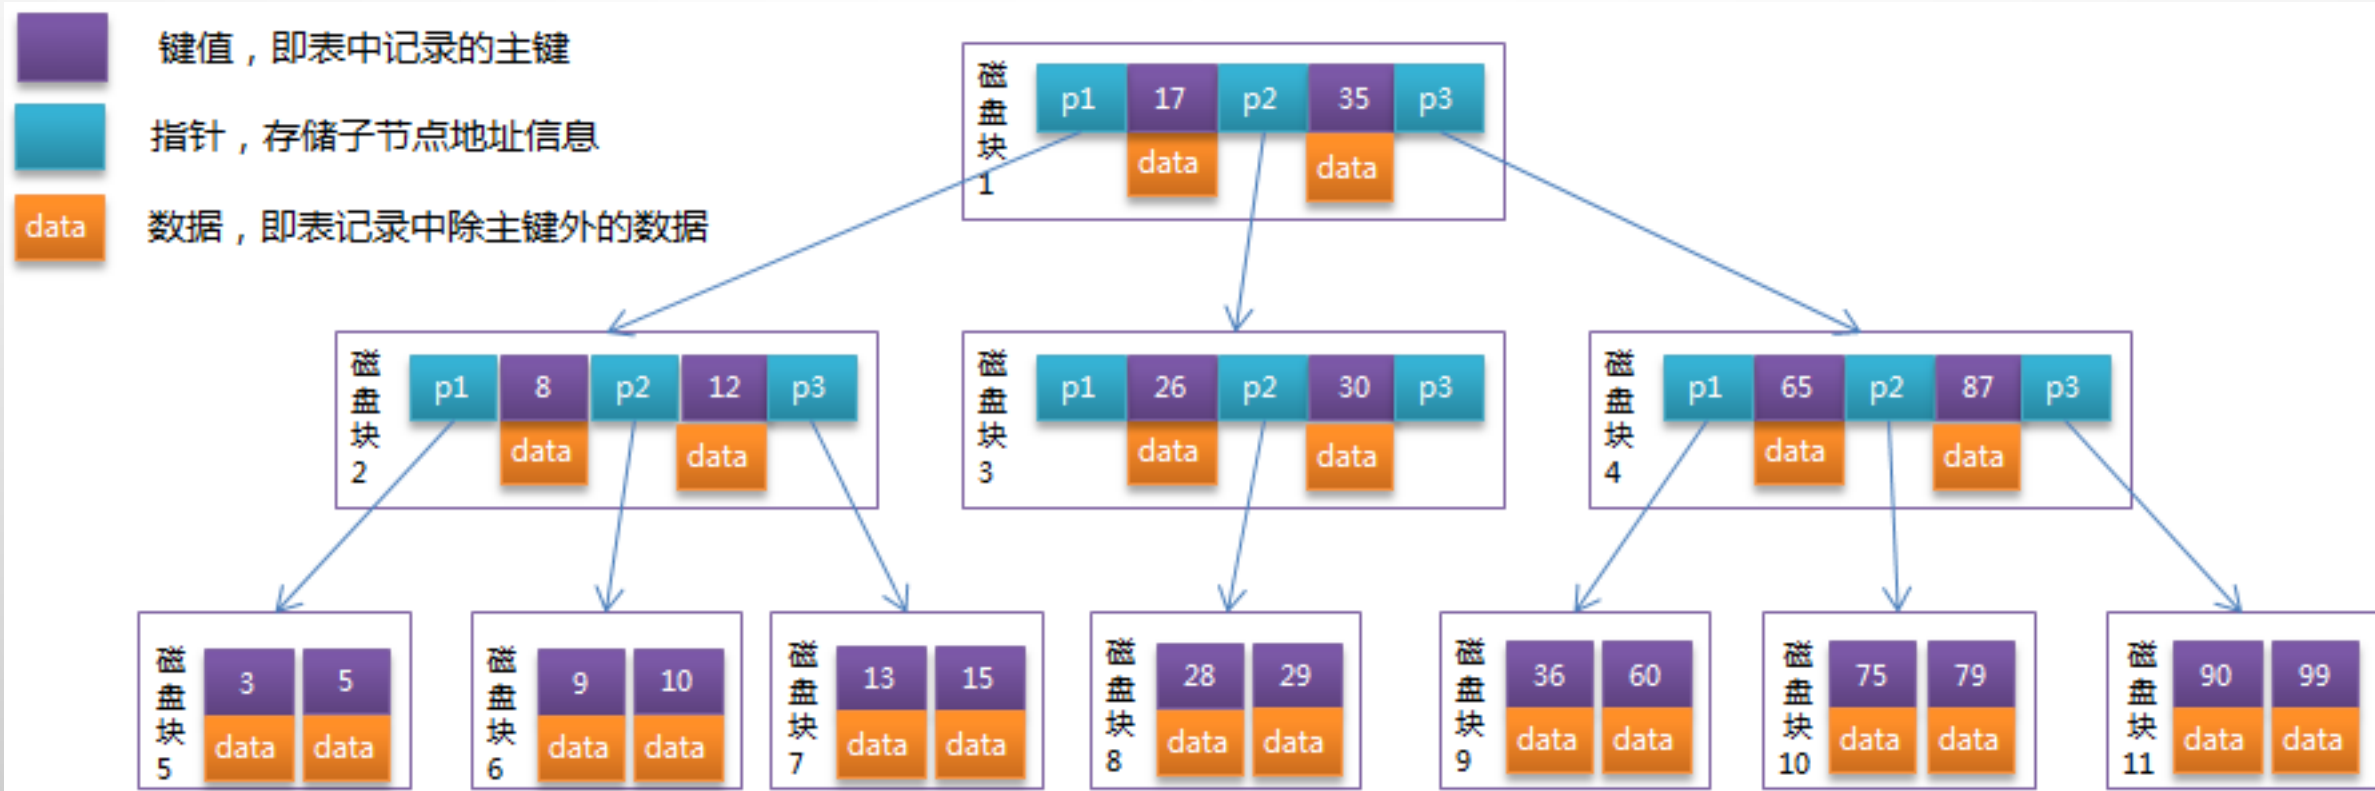 键值，即表中记录的主键
指针，存储子节点地址信息
data 数据，即表记录中除主键外的数据
磁盘块1 p1 17 p2 35 p3
data data
磁盘块2 p1 8 p2 12 p3
data data
磁盘块3 p1 26 p2 30 p3
data data
磁盘块4 p1 65 p2 87 p3
data data
磁盘块5 3 5
data data
磁盘块6 9 10
data data
磁盘块7 13 15
data data
磁盘块8 28 29
data data
磁盘块9 36 60
data data
磁盘块10 75 79
data data
磁盘块11 90 99
data data